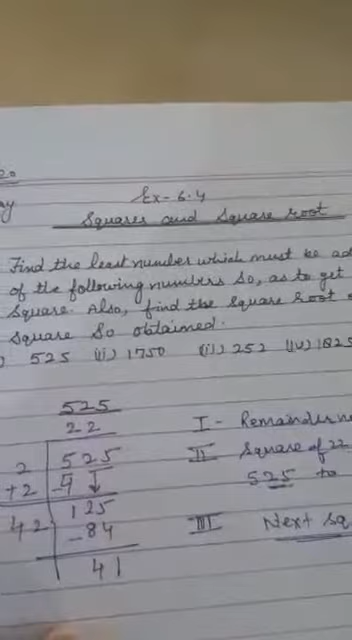 Ex-6.4
Squares and Square root
Find the least number which must be
of the following numbers so, as to get
square. Also, find the square root
square so obtained.
525 (ii) 1750 (iii) 252 (iv) 1825
525
22
I - Remainder
2 525
II Square of 22
+2 -4 ↓
525 to
42 125
-84
III Next sq
41